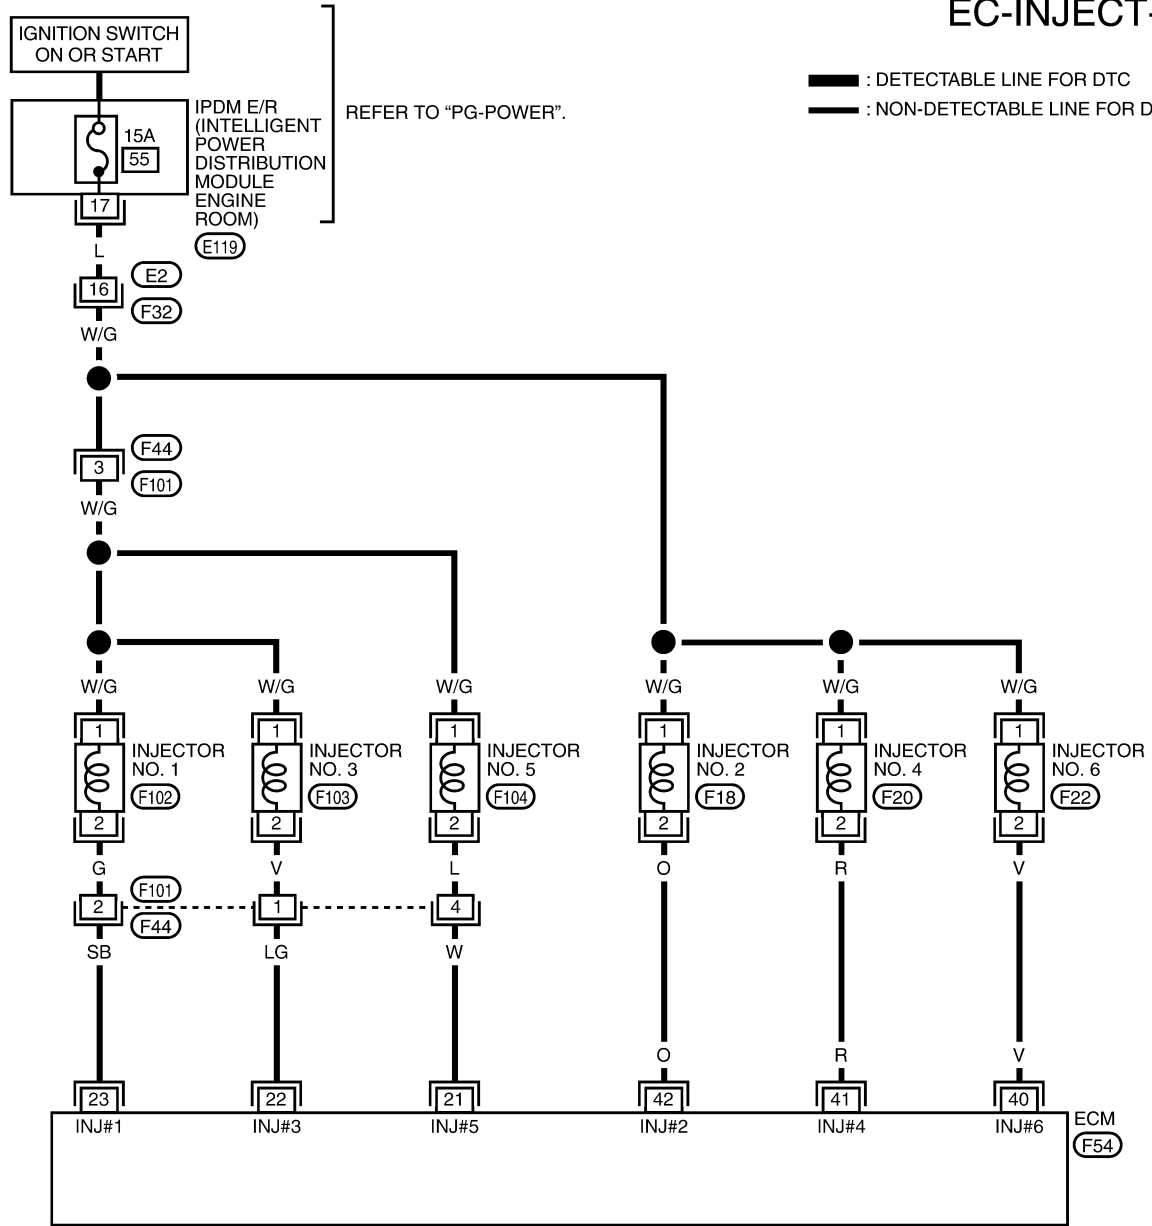 EC-INJECT-
IGNITION SWITCH
ON OR START
: DETECTABLE LINE FOR DTC
: NON-DETECTABLE LINE FOR D
IPDM E/R
(INTELLIGENT
POWER
DISTRIBUTION
MODULE
ENGINE
ROOM)
REFER TO “PG-POWER”.
15A
55
17
E119
L
E2
16
F32
W/G
F44
3
F101
W/G
W/G W/G W/G W/G W/G W/G
1 1 1 1 1 1
INJECTOR
NO. 1
F102
INJECTOR
NO. 3
F103
INJECTOR
NO. 5
F104
INJECTOR
NO. 2
F18
INJECTOR
NO. 4
F20
INJECTOR
NO. 6
F22
2 2 2 2 2 2
G V L O R V
F101
2 1 4
F44
SB LG W
O R V
23 22 21 42 41 40
INJ#1 INJ#3 INJ#5 INJ#2 INJ#4 INJ#6
ECM
F54